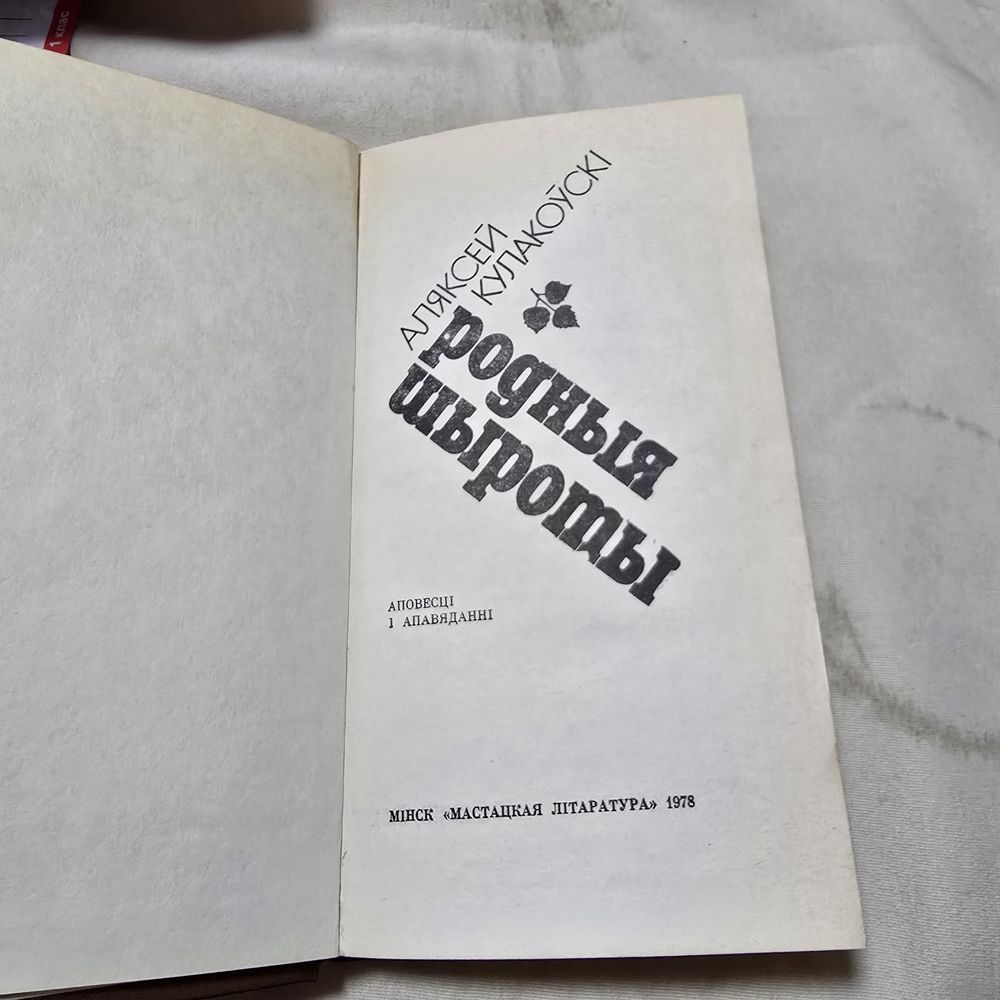 1 клас
АЛЯКСЕЙ
КУЛАКОЎСКІ
РОДНЫЯ
ШЫРОТЫ
АПОВЕСЦІ
І АПАВЯДАННІ
МІНСК «МАСТАЦКАЯ ЛІТАРАТУРА» 1978